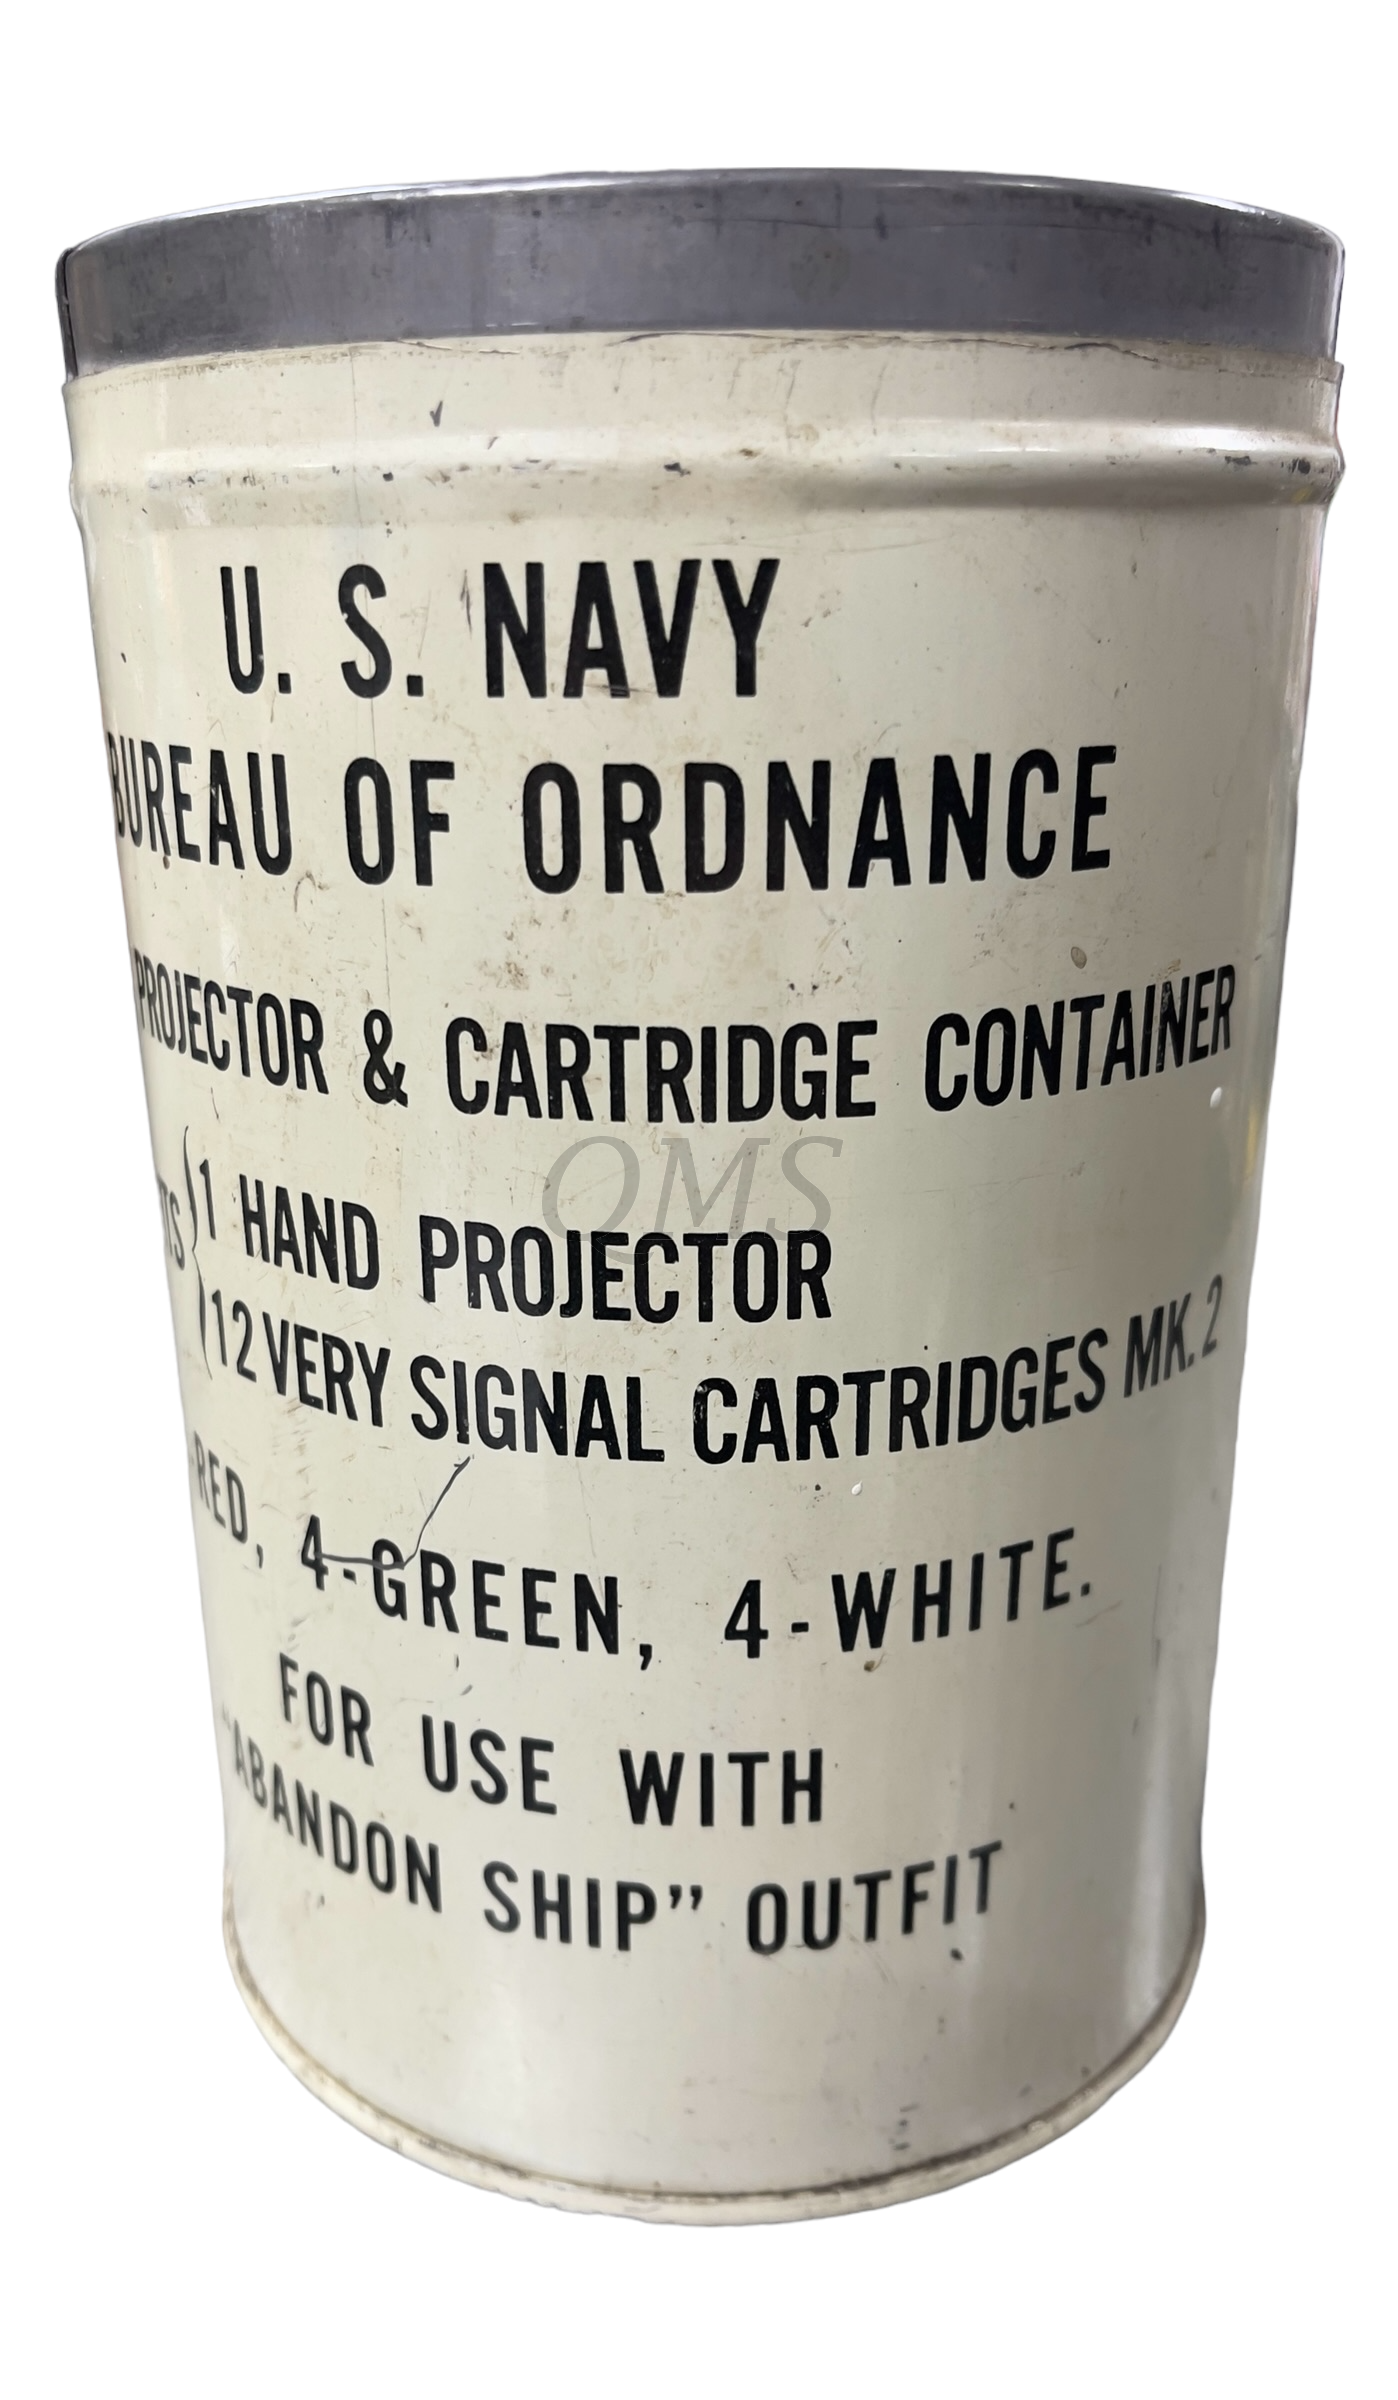 U. S. NAVY
BUREAU OF ORDNANCE
PROJECTOR & CARTRIDGE CONTAINER
1 HAND PROJECTOR
12 VERY SIGNAL CARTRIDGES MK.2
RED, 4-GREEN, 4-WHITE.
FOR USE WITH
"ABANDON SHIP" OUTFIT
QMS